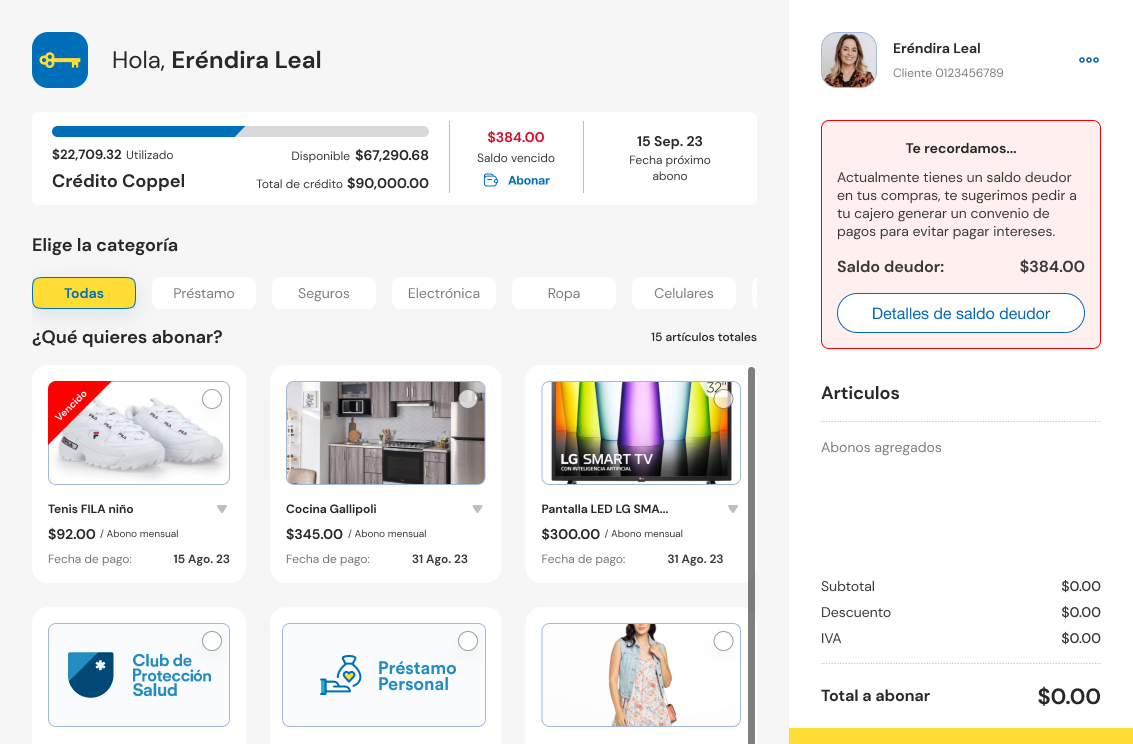 Hola, Eréndira Leal
$22,709.32 Utilizado
Disponible $67,290.68
Crédito Coppel
Total de crédito $90,000.00
$384.00
Saldo vencido
Abonar
15 Sep. 23
Fecha próximo
abono
Elige la categoría
Todas
Préstamo
Seguros
Electrónica
Ropa
Celulares
¿Qué quieres abonar?
15 artículos totales
Vencido
FILA
Tenis FILA niño
$92.00 / Abono mensual
Fecha de pago: 15 Ago. 23
Cocina Gallipoli
$345.00 / Abono mensual
Fecha de pago: 31 Ago. 23
32"
LG SMART TV
CON INTELIGENCIA ARTIFICIAL
Pantalla LED LG SMA...
$300.00 / Abono mensual
Fecha de pago: 31 Ago. 23
Club de
Protección
Salud
Préstamo
Personal
Eréndira Leal
Cliente 0123456789
Te recordamos...
Actualmente tienes un saldo deudor
en tus compras, te sugerimos pedir a
tu cajero generar un convenio de
pagos para evitar pagar intereses.
Saldo deudor: $384.00
Detalles de saldo deudor
Articulos
Abonos agregados
Subtotal $0.00
Descuento $0.00
IVA $0.00
Total a abonar $0.00